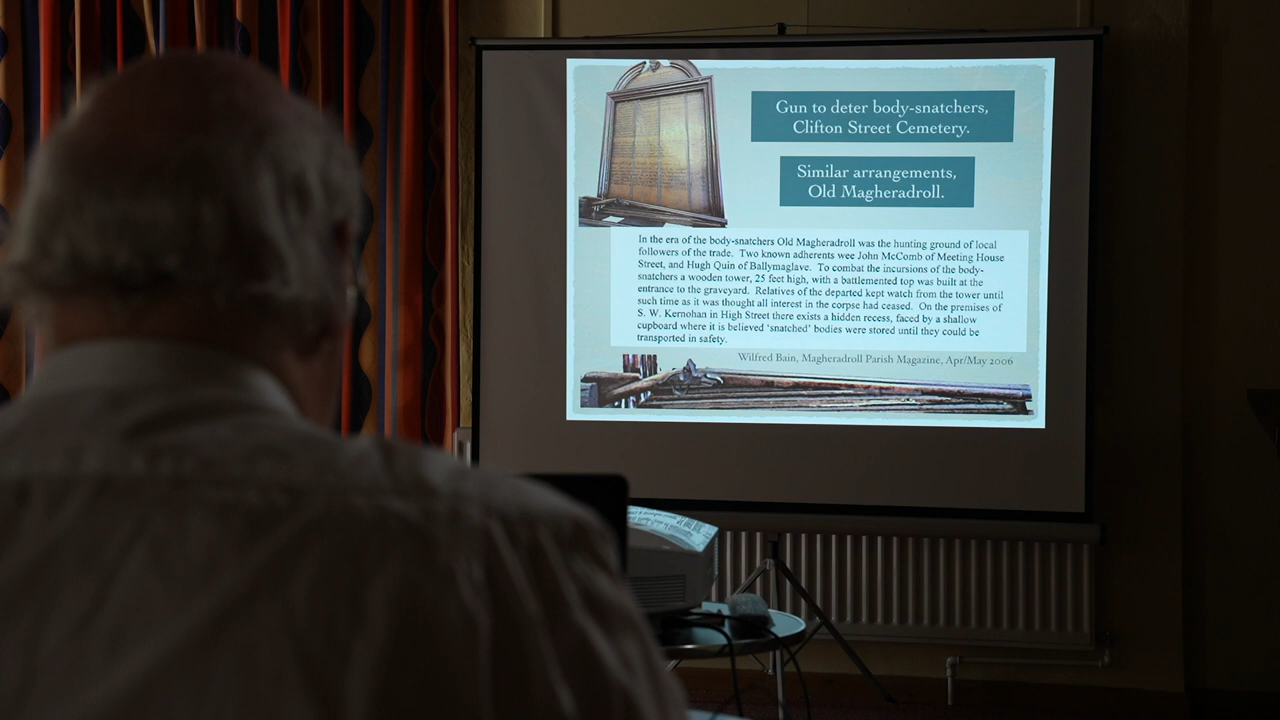 Gun to deter body-snatchers,
Clifton Street Cemetery.
Similar arrangements,
Old Magheradroll.
In the era of the body-snatchers Old Magheradroll was the hunting ground of local
followers of the trade. Two known adherents wee John McComb of Meeting House
Street, and Hugh Quin of Ballymaglave. To combat the incursions of the body-
snatchers a wooden tower, 25 feet high, with a battlemented top was built at the
entrance to the graveyard. Relatives of the departed kept watch from the tower until
such time as it was thought all interest in the corpse had ceased. On the premises of
S. W. Kernohan in High Street there exists a hidden recess, faced by a shallow
cupboard where it is believed ‘snatched’ bodies were stored until they could be
transported in safety.
Wilfred Bain, Magheradroll Parish Magazine, Apr/May 2006